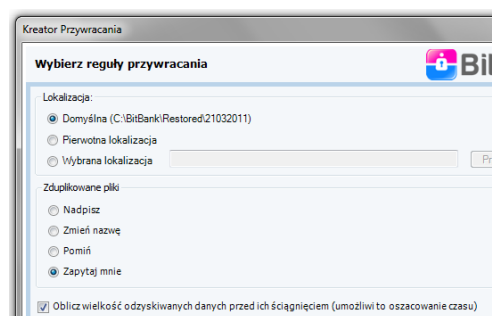 Kreator Przywracania
Wybierz reguły przywracania
Lokalizacja:
Domyślna (C:\BitBank\Restored\21032011)
Pierwotna lokalizacja
Wybrana lokalizacja
Zduplikowane pliki
Nadpisz
Zmień nazwę
Pomiń
Zapytaj mnie
Oblicz wielkość odzyskiwanych danych przed ich ściągnięciem (umożliwi to oszacowanie czasu)